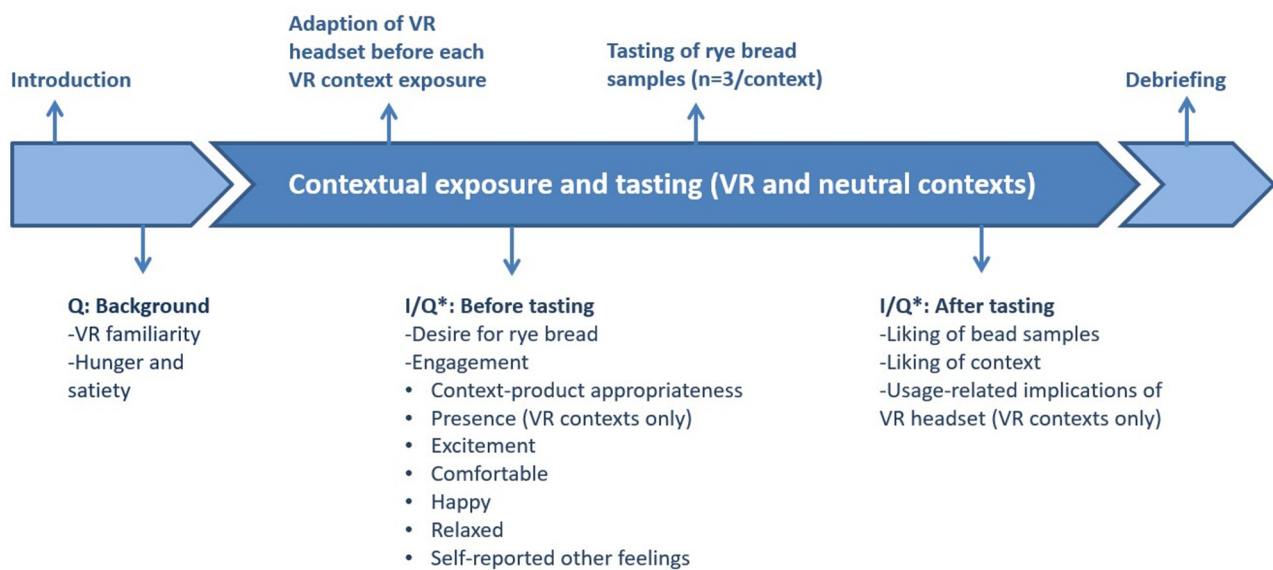 Introduction
Adaption of VR
headset before each
VR context exposure
Tasting of rye bread
samples (n=3/context)
Debriefing
Contextual exposure and tasting (VR and neutral contexts)
Q: Background
-VR familiarity
-Hunger and
satiety
I/Q*: Before tasting
-Desire for rye bread
-Engagement
• Context-product appropriateness
• Presence (VR contexts only)
• Excitement
• Comfortable
• Happy
• Relaxed
• Self-reported other feelings
I/Q*: After tasting
-Liking of bead samples
-Liking of context
-Usage-related implications of
VR headset (VR contexts only)